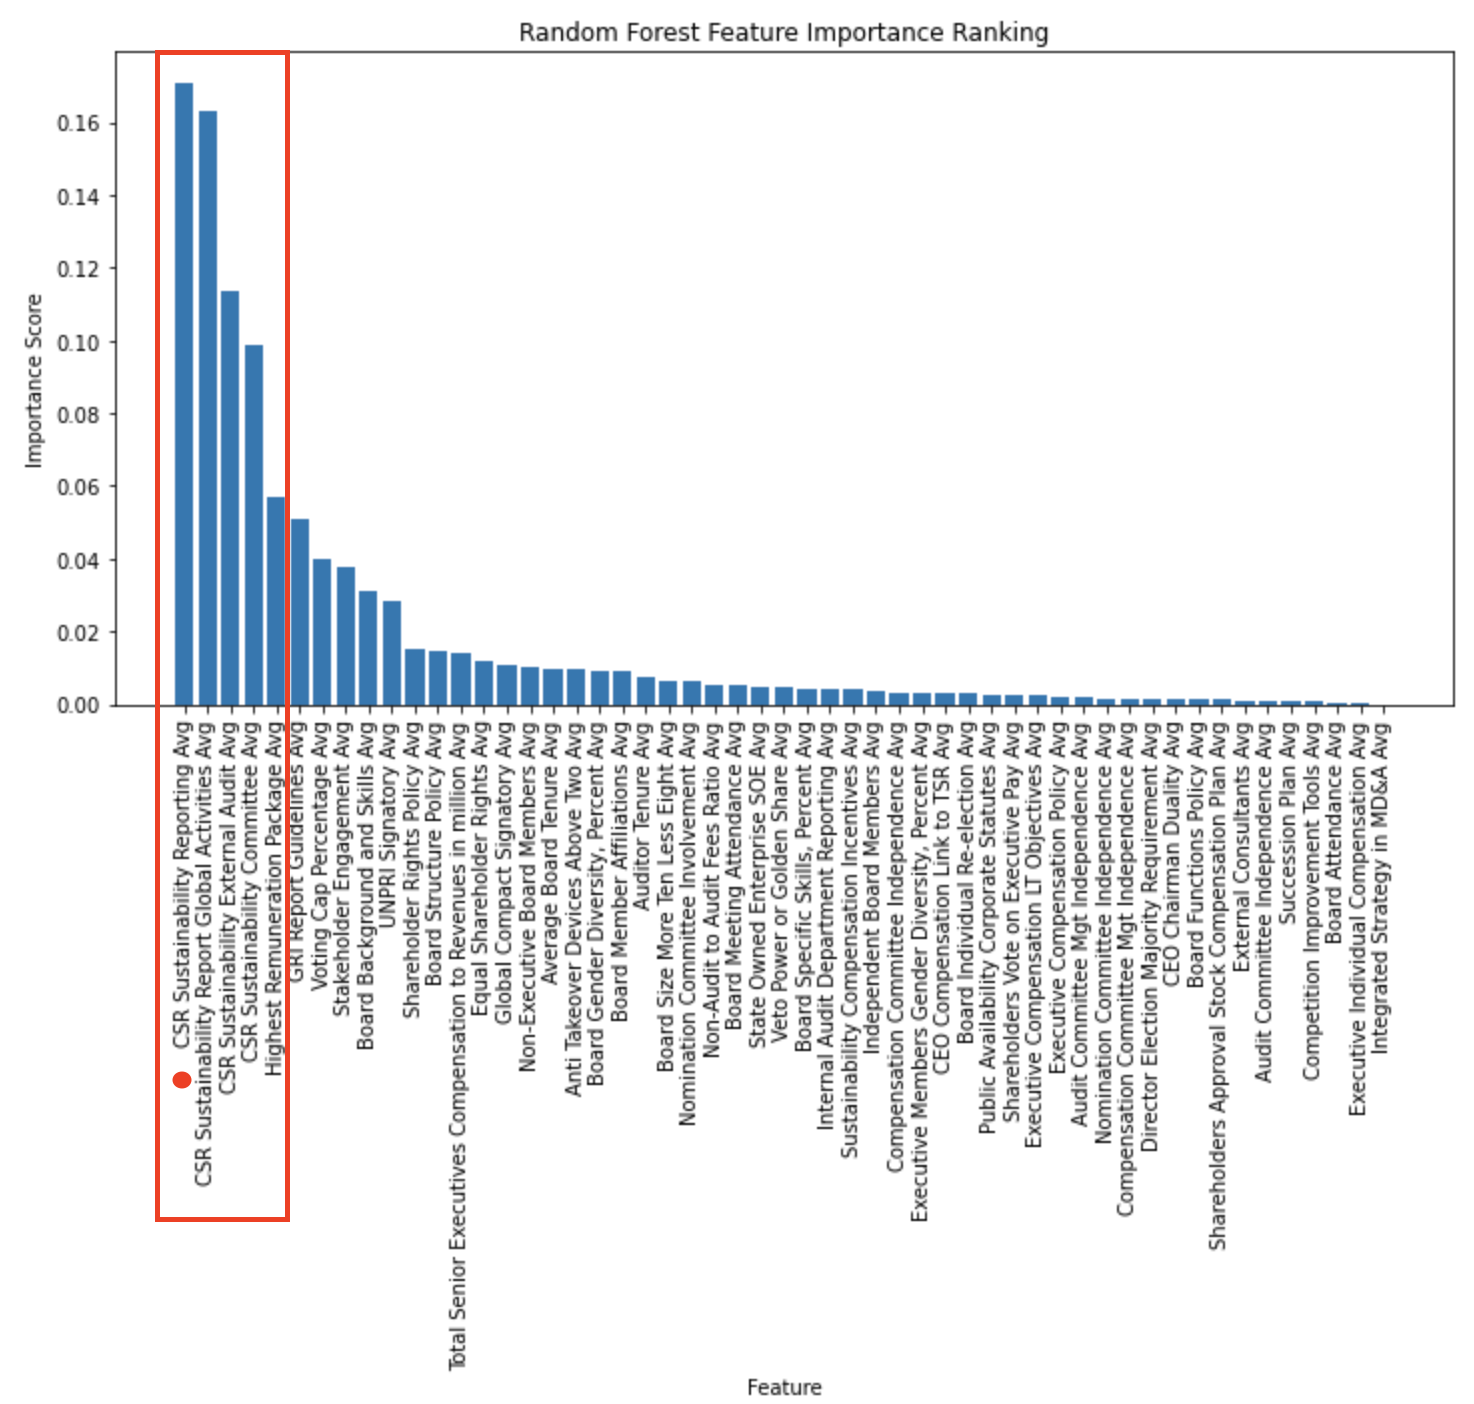 Random Forest Feature Importance Ranking
Importance Score
0.16
0.14
0.12
0.10
0.08
0.06
0.04
0.02
0.00
CSR Sustainability Reporting Avg
CSR Sustainability Report Global Activities Avg
CSR Sustainability External Audit Avg
CSR Sustainability Committee Avg
Highest Remuneration Package Avg
GRI Report Guidelines Avg
Voting Cap Percentage Avg
Stakeholder Engagement Avg
Board Background and Skills Avg
UNPRI Signatory Avg
Shareholder Rights Policy Avg
Board Structure Policy Avg
Total Senior Executives Compensation to Revenues in million Avg
Equal Shareholder Rights Avg
Global Compact Signatory Avg
Non-Executive Board Members Avg
Average Board Tenure Avg
Anti Takeover Devices Above Two Avg
Board Gender Diversity, Percent Avg
Board Member Affiliations Avg
Auditor Tenure Avg
Board Size More Ten Less Eight Avg
Nomination Committee Involvement Avg
Non-Audit to Audit Fees Ratio Avg
Board Meeting Attendance Avg
State Owned Enterprise SOE Avg
Veto Power or Golden Share Avg
Board Specific Skills, Percent Avg
Internal Audit Department Reporting Avg
Sustainability Compensation Incentives Avg
Independent Board Members Avg
Compensation Committee Independence Avg
Executive Members Gender Diversity, Percent Avg
CEO Compensation Link to TSR Avg
Board Individual Re-election Avg
Public Availability Corporate Statutes Avg
Shareholders Vote on Executive Pay Avg
Executive Compensation LT Objectives Avg
Executive Compensation Policy Avg
Audit Committee Mgt Independence Avg
Nomination Committee Independence Avg
Compensation Committee Mgt Independence Avg
Director Election Majority Requirement Avg
CEO Chairman Duality Avg
Board Functions Policy Avg
Shareholders Approval Stock Compensation Plan Avg
External Consultants Avg
Audit Committee Independence Avg
Succession Plan Avg
Competition Improvement Tools Avg
Board Attendance Avg
Executive Individual Compensation Avg
Integrated Strategy in MD&A Avg
Feature